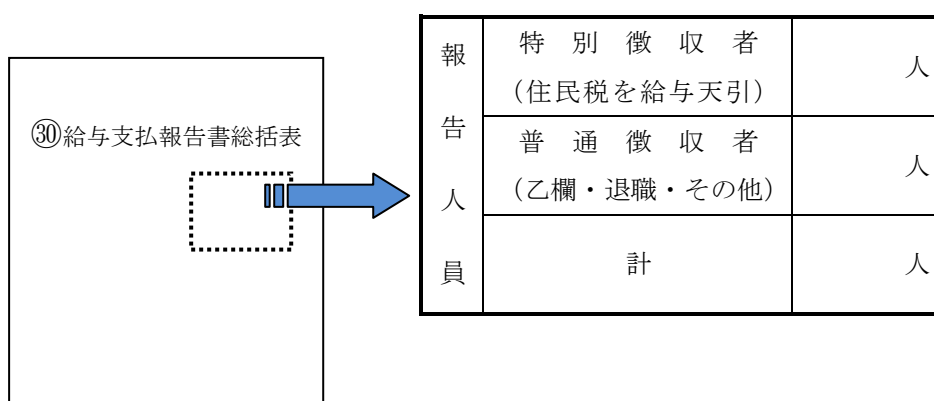 ㉚給与支払報告書総括表
報告人員
特別徴収者
(住民税を給与天引)
人
普通徴収者
(乙欄・退職・その他)
人
計
人